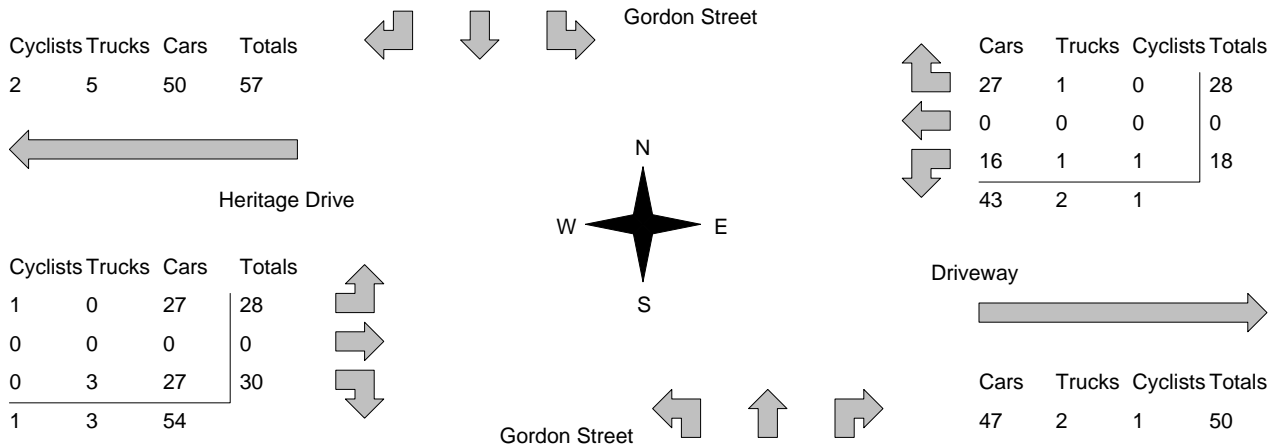 Gordon Street
Cyclists Trucks Cars Totals
2 5 50 57
Cars Trucks Cyclists Totals
27 1 0 28
0 0 0 0
16 1 1 18
43 2 1
Heritage Drive
N
W E
S
Cyclists Trucks Cars Totals
1 0 27 28
0 0 0 0
0 3 27 30
1 3 54
Driveway
Cars Trucks Cyclists Totals
47 2 1 50
Gordon Street